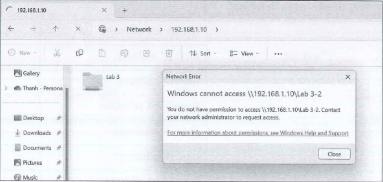 192.168.1.10
Network > 192.168.1.10 >
New
Sort
View
Gallery
Thanh - Persona
Desktop
Downloads
Documents
Pictures
Music
Lab 3
Network Error
Windows cannot access \\192.168.1.10\Lab 3-2
You do not have permission to access \\192.168.1.10\Lab 3-2. Contact
your network administrator to request access.
For more information about permissions, see Windows Help and Support
Close